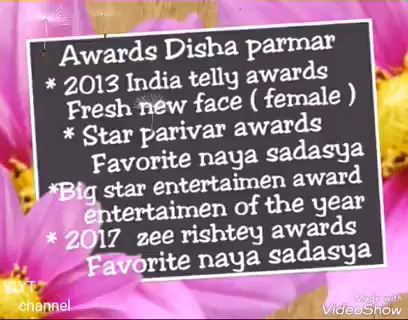 Awards Disha parmar
* 2013 India telly awards
Fresh new face ( female )
* Star parivar awards
Favorite naya sadasya
*Big star entertaimen award
entertaimen of the year
* 2017 zee rishtey awards
Favorite naya sadasya
channel
Made with
VideoShow